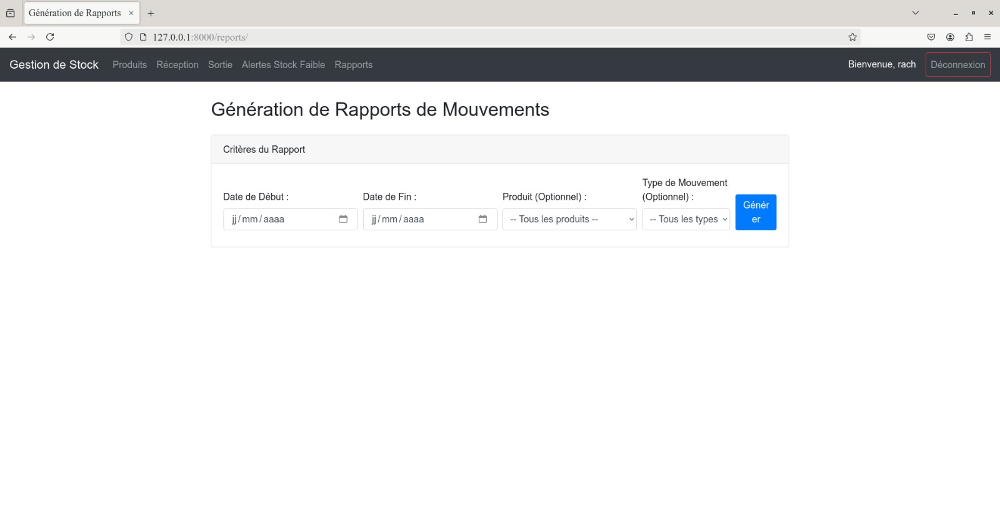 Génération de Rapports
127.0.0.1:8000/reports/
Gestion de Stock Produits Réception Sortie Alertes Stock Faible Rapports Bienvenue, rach Déconnexion
Génération de Rapports de Mouvements
Critères du Rapport
Date de Début :
jj/mm/aaaa
Date de Fin :
jj/mm/aaaa
Produit (Optionnel) :
-- Tous les produits --
Type de Mouvement
(Optionnel) :
-- Tous les types
Génér
er